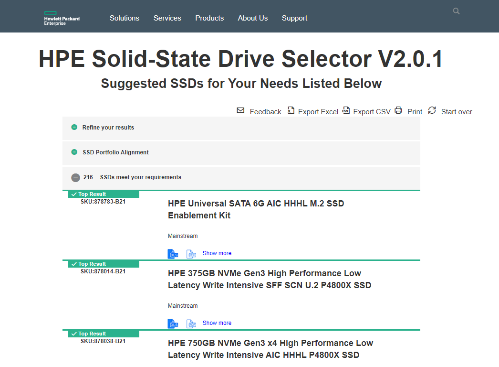 Hewlett Packard
Enterprise
Solutions Services Products About Us Support
HPE Solid-State Drive Selector V2.0.1
Suggested SSDs for Your Needs Listed Below
Feedback Export Excel Export CSV Print Start over
Refine your results
SSD Portfolio Alignment
216 SSDs meet your requirements
Top Result
SKU:878783-B21
HPE Universal SATA 6G AIC HHHL M.2 SSD
Enablement Kit
Mainstream
Show more
Top Result
SKU:878014-B21
HPE 375GB NVMe Gen3 High Performance Low
Latency Write Intensive SFF SCN U.2 P4800X SSD
Mainstream
Show more
Top Result
SKU:878038-B21
HPE 750GB NVMe Gen3 x4 High Performance Low
Latency Write Intensive AIC HHHL P4800X SSD